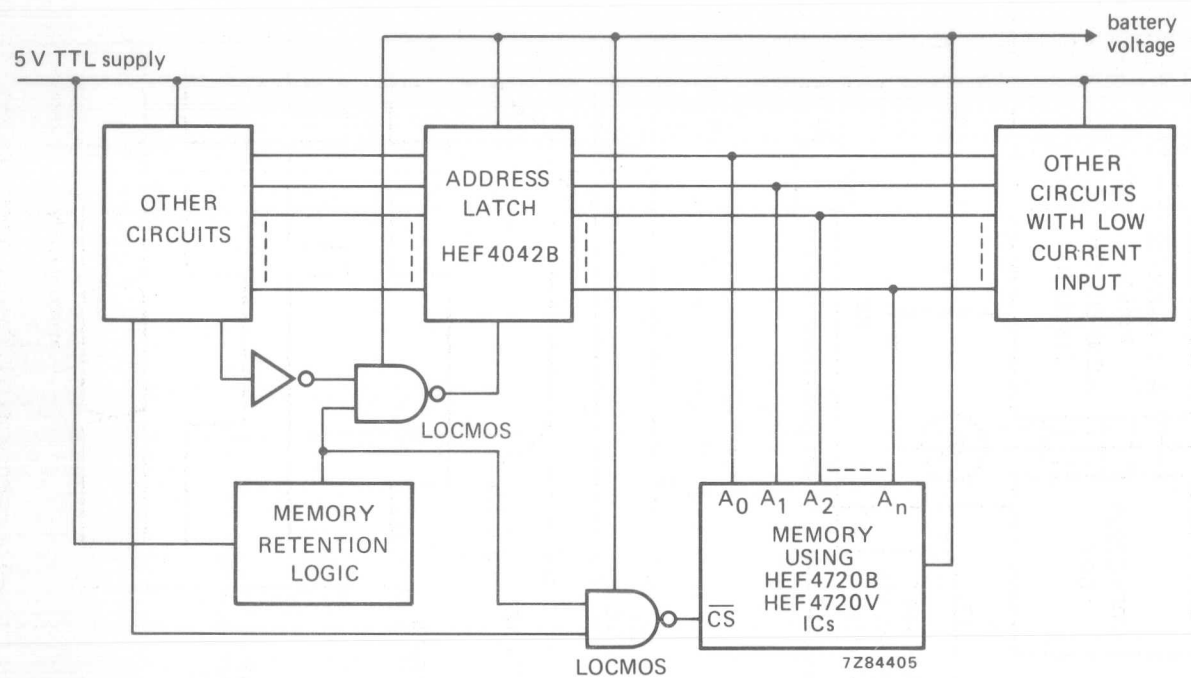 battery
voltage
5 V TTL supply
OTHER
CIRCUITS
ADDRESS
LATCH
HEF4042B
OTHER
CIRCUITS
WITH LOW
CURRENT
INPUT
LOCMOS
MEMORY
RETENTION
LOGIC
A0 A1 A2 An
MEMORY
USING
HEF4720B
HEF4720V
ICs
C̅S̅
LOCMOS
7Z84405